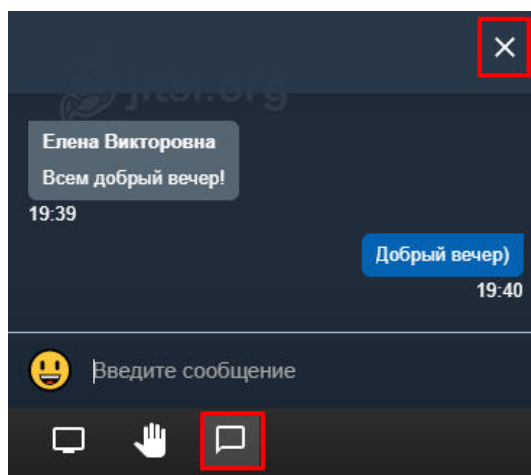 jitsi.org
Елена Викторовна
Всем добрый вечер!
19:39
Добрый вечер)
19:40
Введите сообщение